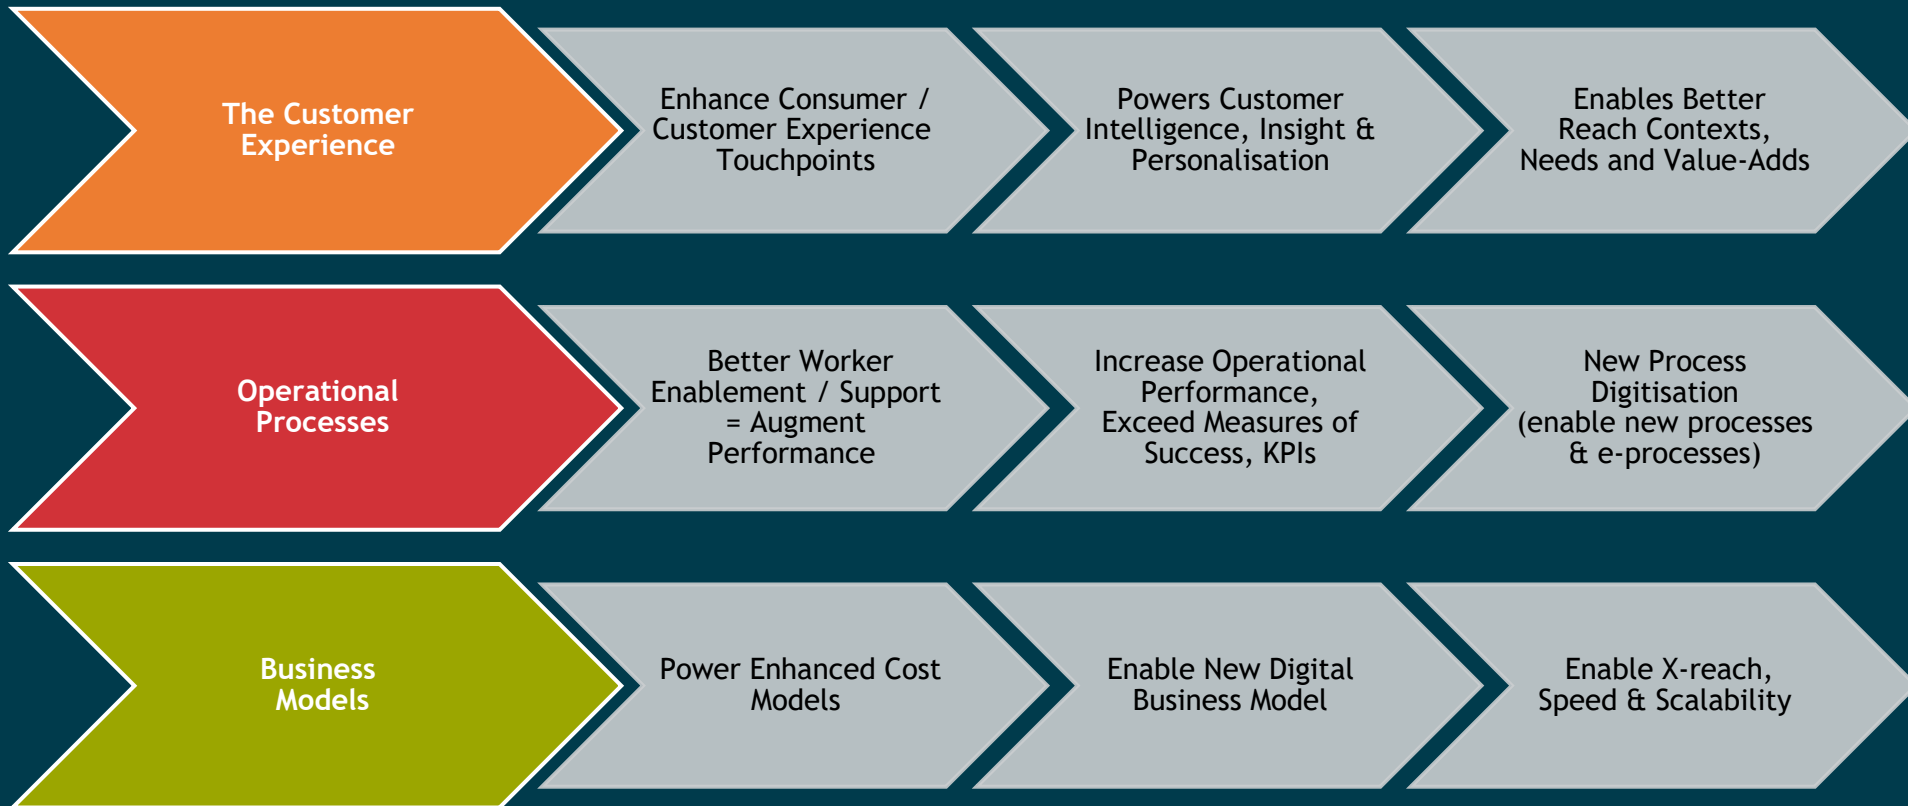 The Customer
Experience
Enhance Consumer /
Customer Experience
Touchpoints
Powers Customer
Intelligence, Insight &
Personalisation
Enables Better
Reach Contexts,
Needs and Value-Adds
Operational
Processes
Better Worker
Enablement / Support
= Augment
Performance
Increase Operational
Performance,
Exceed Measures of
Success, KPIs
New Process
Digitisation
(enable new processes
& e-processes)
Business
Models
Power Enhanced Cost
Models
Enable New Digital
Business Model
Enable X-reach,
Speed & Scalability